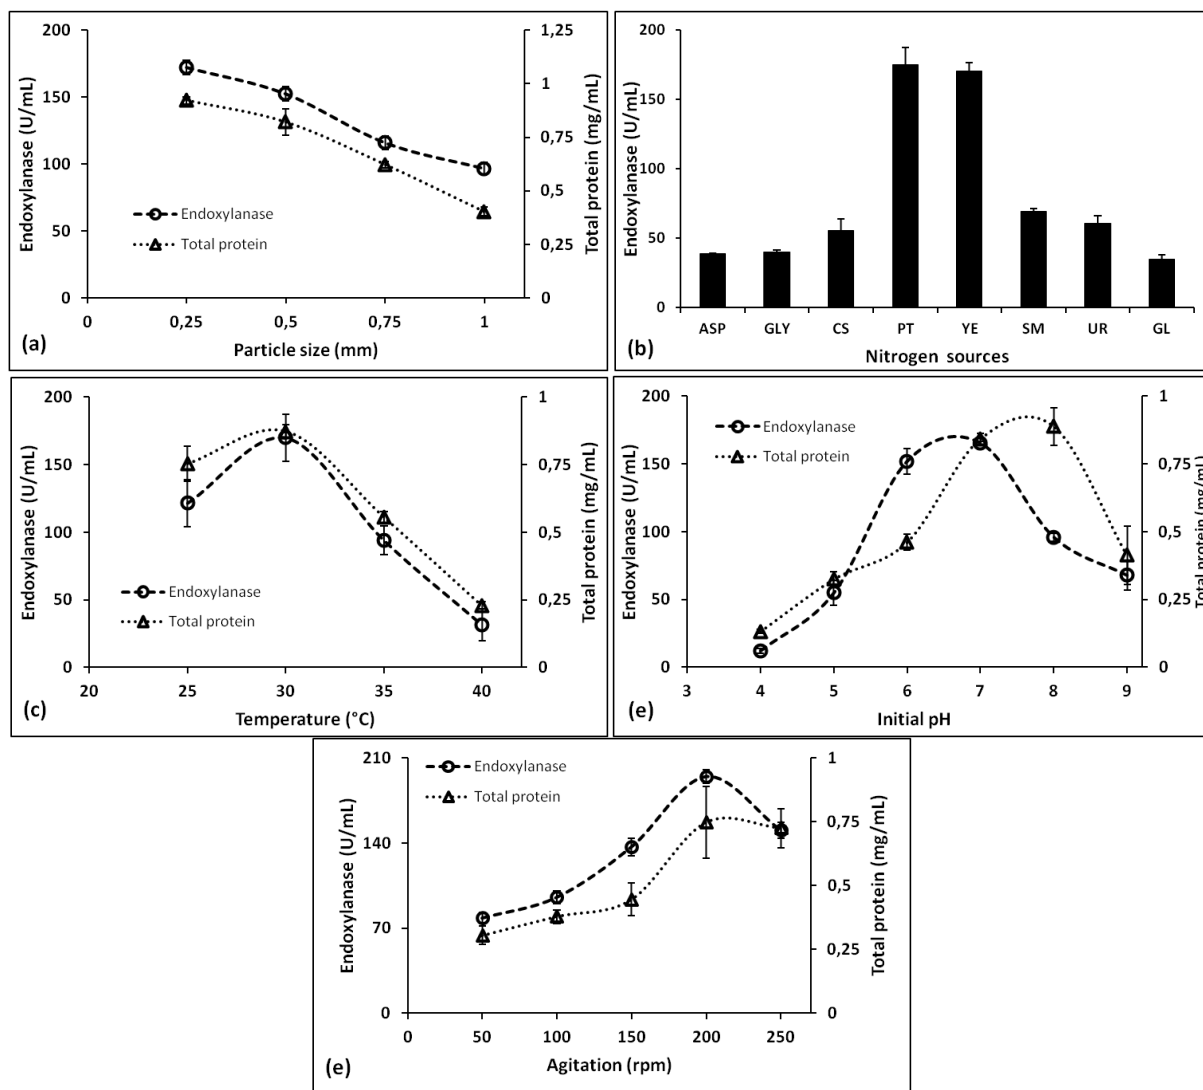 200
150
100
50
0
Endoxylanase (U/mL)
1,25
1
0,75
0,5
0,25
0
Total protein (mg/mL)
Endoxylanase
Total protein
0 0,25 0,5 0,75 1
Particle size (mm)
(a)
200
150
100
50
0
Endoxylanase (U/mL)
ASP GLY CS PT YE SM UR GL
Nitrogen sources
(b)
200
150
100
50
0
Endoxylanase (U/mL)
1
0,75
0,5
0,25
0
Total protein (mg/mL)
Endoxylanase
Total protein
20 25 30 35 40
Temperature (°C)
(c)
200
150
100
50
0
Endoxylanase (U/mL)
1
0,75
0,5
0,25
0
Total protein (mg/mL)
Endoxylanase
Total protein
3 4 5 6 7 8 9
Initial pH
(e)
210
140
70
0
Endoxylanase (U/mL)
1
0,75
0,5
0,25
0
Total protein (mg/mL)
Endoxylanase
Total protein
0 50 100 150 200 250
Agitation (rpm)
(e)